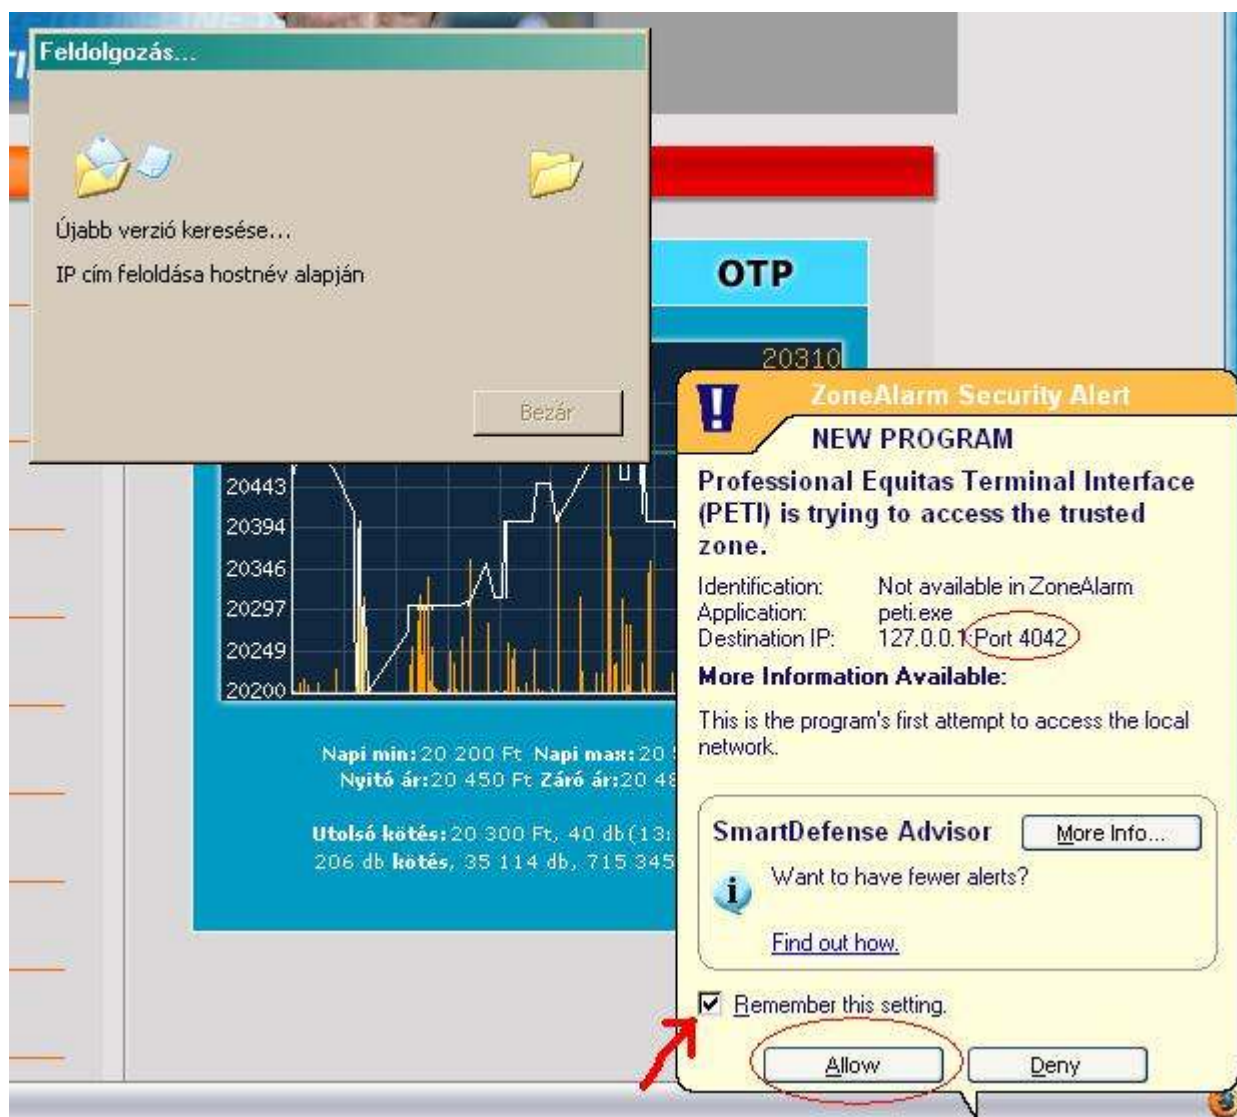 Feldolgozás...
Újabb verzió keresése...
IP cím feloldása hostnév alapján
Bezár
OTP
20310
20443
20394
20346
20297
20249
20200
Napi min: 20 200 Ft Napi max: 20
Nyitó ár:20 450 Ft Záró ár:20 48
Utolsó kötés: 20 300 Ft, 40 db(13:
206 db kötés, 35 114 db, 715 345
ZoneAlarm Security Alert
NEW PROGRAM
Professional Equitas Terminal Interface
(PETI) is trying to access the trusted
zone.
Identification: Not available in ZoneAlarm
Application: peti.exe
Destination IP: 127.0.0.1:Port 4042
More Information Available:
This is the program's first attempt to access the local
network.
SmartDefense Advisor More Info...
Want to have fewer alerts?
Find out how.
Remember this setting.
Allow Deny